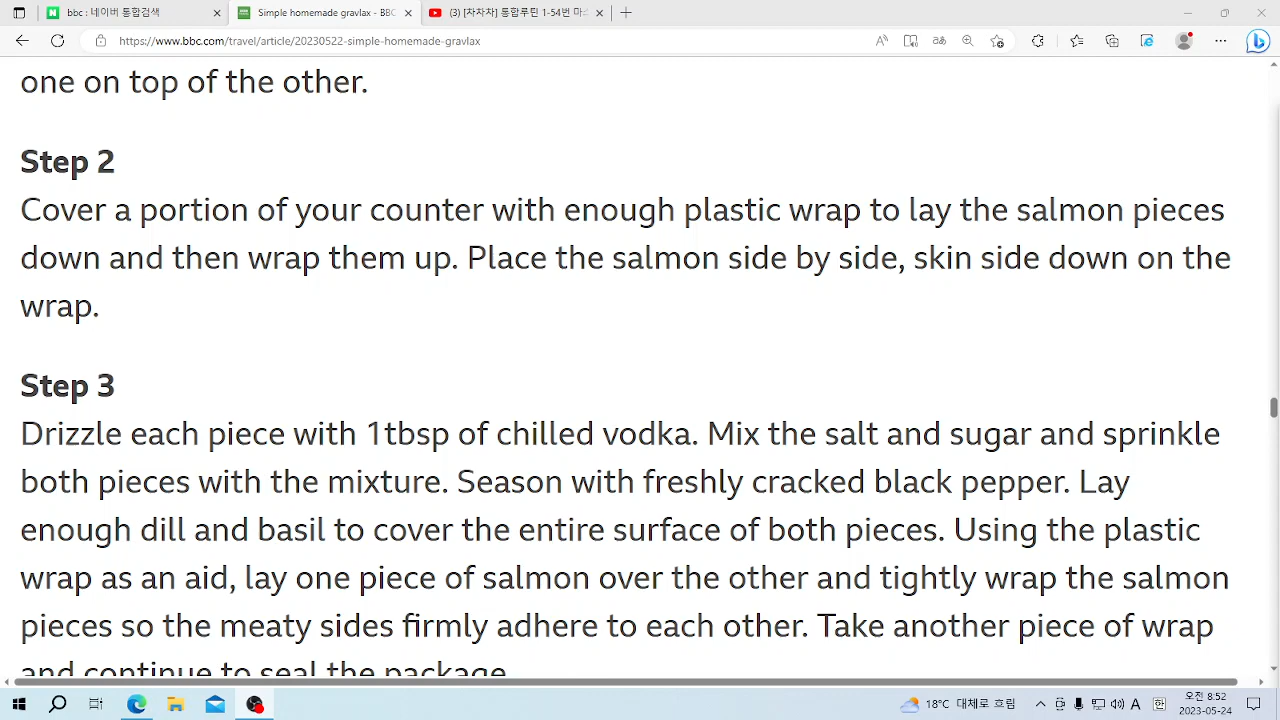 bbc : 네이버 통합검색
Simple homemade gravlax - BBC
(3) [차차차] 통합루틴 1-54번 마
https://www.bbc.com/travel/article/20230522-simple-homemade-gravlax
one on top of the other.
Step 2
Cover a portion of your counter with enough plastic wrap to lay the salmon pieces
down and then wrap them up. Place the salmon side by side, skin side down on the
wrap.
Step 3
Drizzle each piece with 1tbsp of chilled vodka. Mix the salt and sugar and sprinkle
both pieces with the mixture. Season with freshly cracked black pepper. Lay
enough dill and basil to cover the entire surface of both pieces. Using the plastic
wrap as an aid, lay one piece of salmon over the other and tightly wrap the salmon
pieces so the meaty sides firmly adhere to each other. Take another piece of wrap
and continue to seal the package.
18°C 대체로 흐림
A
한
오전 8:52
2023-05-24